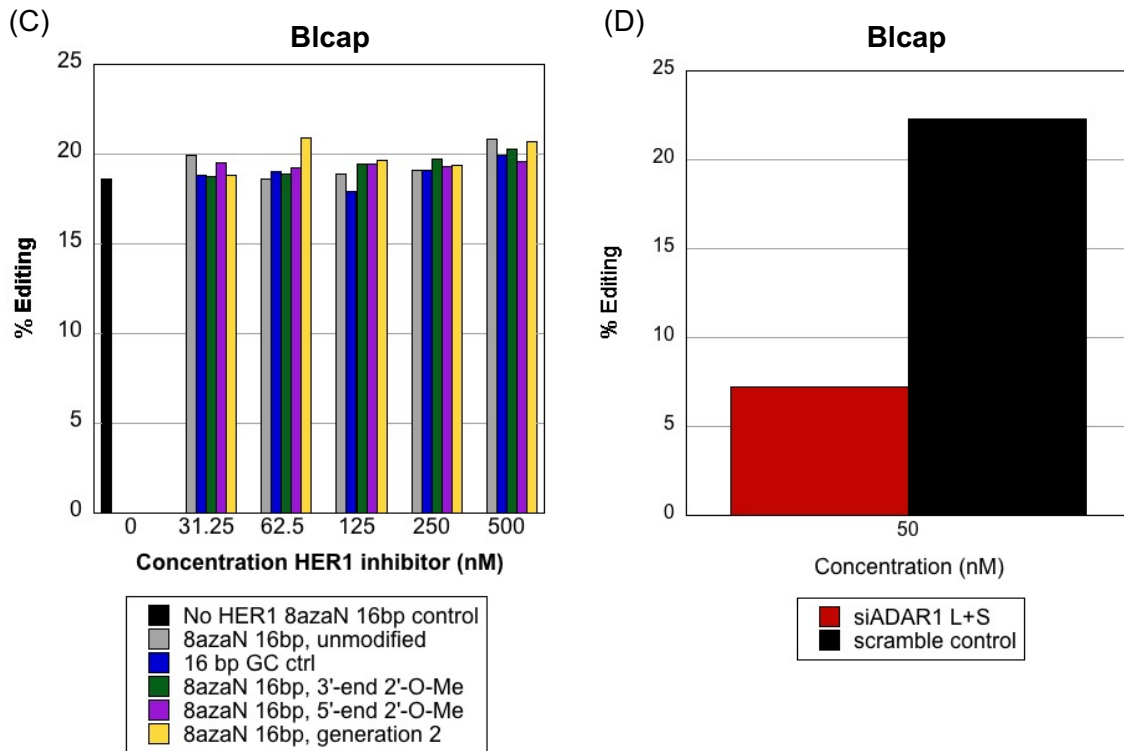 (C)
Blcap
25
20
15
10
5
0
% Editing
0 31.25 62.5 125 250 500
Concentration HER1 inhibitor (nM)
No HER1 8azaN 16bp control
8azaN 16bp, unmodified
16 bp GC ctrl
8azaN 16bp, 3'-end 2'-O-Me
8azaN 16bp, 5'-end 2'-O-Me
8azaN 16bp, generation 2
(D)
Blcap
25
20
15
10
5
0
% Editing
50
Concentration (nM)
siADAR1 L+S
scramble control